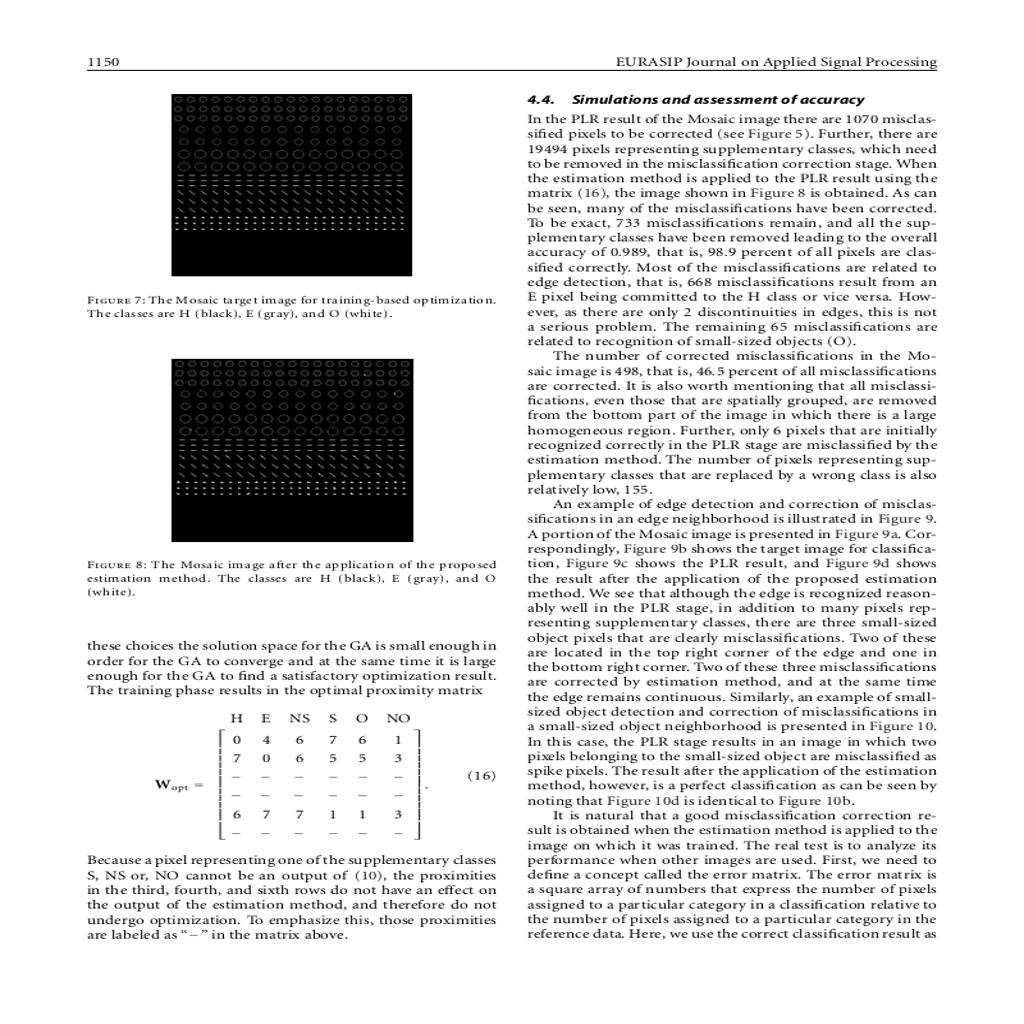 1150
EURASIP Journal on Applied Signal Processing
FIGURE 7: The Mosaic target image for training-based optimization.
The classes are H (black), E (gray), and O (white).
FIGURE 8: The Mosaic image after the application of the proposed
estimation method. The classes are H (black), E (gray), and O
(white).
these choices the solution space for the GA is small enough in
order for the GA to converge and at the same time it is large
enough for the GA to find a satisfactory optimization result.
The training phase results in the optimal proximity matrix
H E NS S O NO
0 4 6 7 6 1
7 0 6 5 5 3
– – – – – –
W opt =
– – – – – –
. (16)
6 7 7 1 1 3
– – – – – –
Because a pixel representing one of the supplementary classes
S, NS or, NO cannot be an output of (10), the proximities
in the third, fourth, and sixth rows do not have an effect on
the output of the estimation method, and therefore do not
undergo optimization. To emphasize this, those proximities
are labeled as “–” in the matrix above.
4.4. Simulations and assessment of accuracy
In the PLR result of the Mosaic image there are 1070 misclas-
sified pixels to be corrected (see Figure 5). Further, there are
19494 pixels representing supplementary classes, which need
to be removed in the misclassification correction stage. When
the estimation method is applied to the PLR result using the
matrix (16), the image shown in Figure 8 is obtained. As can
be seen, many of the misclassifications have been corrected.
To be exact, 733 misclassifications remain, and all the sup-
plementary classes have been removed leading to the overall
accuracy of 0.989, that is, 98.9 percent of all pixels are clas-
sified correctly. Most of the misclassifications are related to
edge detection, that is, 668 misclassifications result from an
E pixel being committed to the H class or vice versa. How-
ever, as there are only 2 discontinuities in edges, this is not
a serious problem. The remaining 65 misclassifications are
related to recognition of small-sized objects (O).
The number of corrected misclassifications in the Mo-
saic image is 498, that is, 46.5 percent of all misclassifications
are corrected. It is also worth mentioning that all misclassi-
fications, even those that are spatially grouped, are removed
from the bottom part of the image in which there is a large
homogeneous region. Further, only 6 pixels that are initially
recognized correctly in the PLR stage are misclassified by the
estimation method. The number of pixels representing sup-
plementary classes that are replaced by a wrong class is also
relatively low, 155.
An example of edge detection and correction of misclas-
sifications in an edge neighborhood is illustrated in Figure 9.
A portion of the Mosaic image is presented in Figure 9a. Cor-
respondingly, Figure 9b shows the target image for classifica-
tion, Figure 9c shows the PLR result, and Figure 9d shows
the result after the application of the proposed estimation
method. We see that although the edge is recognized reason-
ably well in the PLR stage, in addition to many pixels rep-
resenting supplementary classes, there are three small-sized
object pixels that are clearly misclassifications. Two of these
are located in the top right corner of the edge and one in
the bottom right corner. Two of these three misclassifications
are corrected by estimation method, and at the same time
the edge remains continuous. Similarly, an example of small-
sized object detection and correction of misclassifications in
a small-sized object neighborhood is presented in Figure 10.
In this case, the PLR stage results in an image in which two
pixels belonging to the small-sized object are misclassified as
spike pixels. The result after the application of the estimation
method, however, is a perfect classification as can be seen by
noting that Figure 10d is identical to Figure 10b.
It is natural that a good misclassification correction re-
sult is obtained when the estimation method is applied to the
image on which it was trained. The real test is to analyze its
performance when other images are used. First, we need to
define a concept called the error matrix. The error matrix is
a square array of numbers that express the number of pixels
assigned to a particular category in a classification relative to
the number of pixels assigned to a particular category in the
reference data. Here, we use the correct classification result as